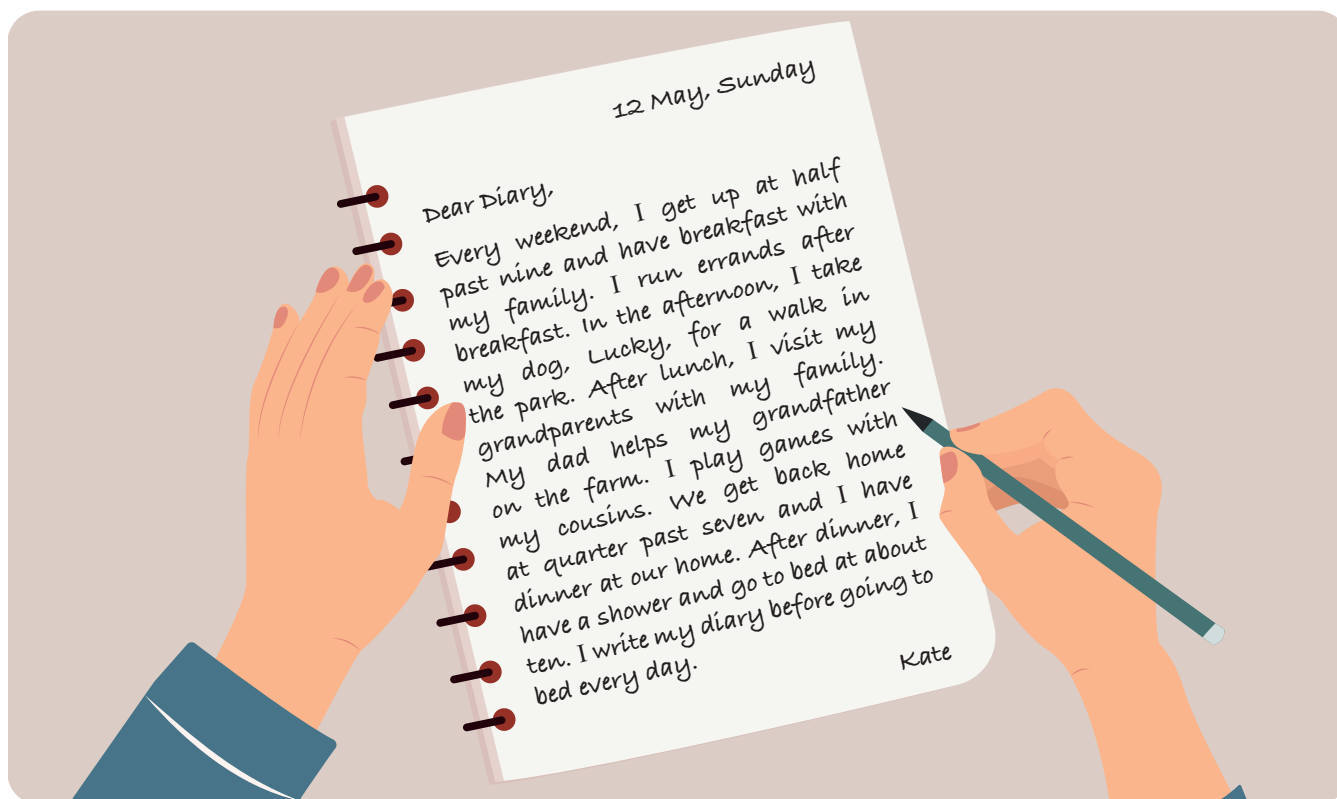 12 May, Sunday
Dear Diary,
Every weekend, I get up at half
past nine and have breakfast with
my family. I run errands after
breakfast. In the afternoon, I take
my dog, Lucky, for a walk in
the park. After lunch, I visit my
grandparents with my family.
My dad helps my grandfather
on the farm. I play games with
my cousins. We get back home
at quarter past seven and I have
dinner at our home. After dinner, I
have a shower and go to bed at about
ten. I write my diary before going to
bed every day.
Kate